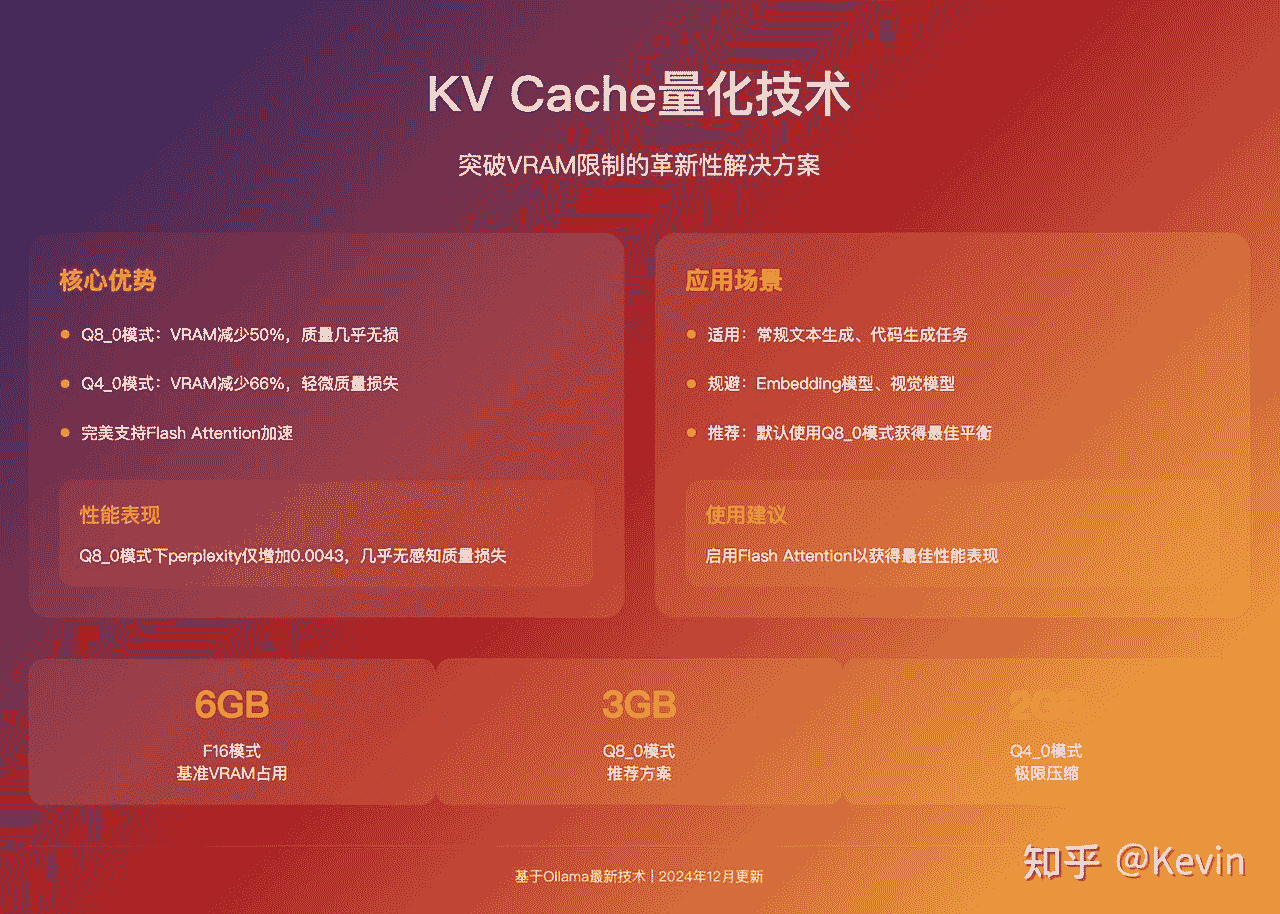 KV Cache量化技术
突破VRAM限制的革新性解决方案
核心优势
Q8_0模式：VRAM减少50%，质量几乎无损
Q4_0模式：VRAM减少66%，轻微质量损失
完美支持Flash Attention加速
性能表现
Q8_0模式下perplexity仅增加0.0043，几乎无感知质量损失
应用场景
适用：常规文本生成、代码生成任务
规避：Embedding模型、视觉模型
推荐：默认使用Q8_0模式获得最佳平衡
使用建议
启用Flash Attention以获得最佳性能表现
6GB
F16模式
基准VRAM占用
3GB
Q8_0模式
推荐方案
2GB
Q4_0模式
极限压缩
基于Ollama最新技术 | 2024年12月更新
知乎 @Kevin